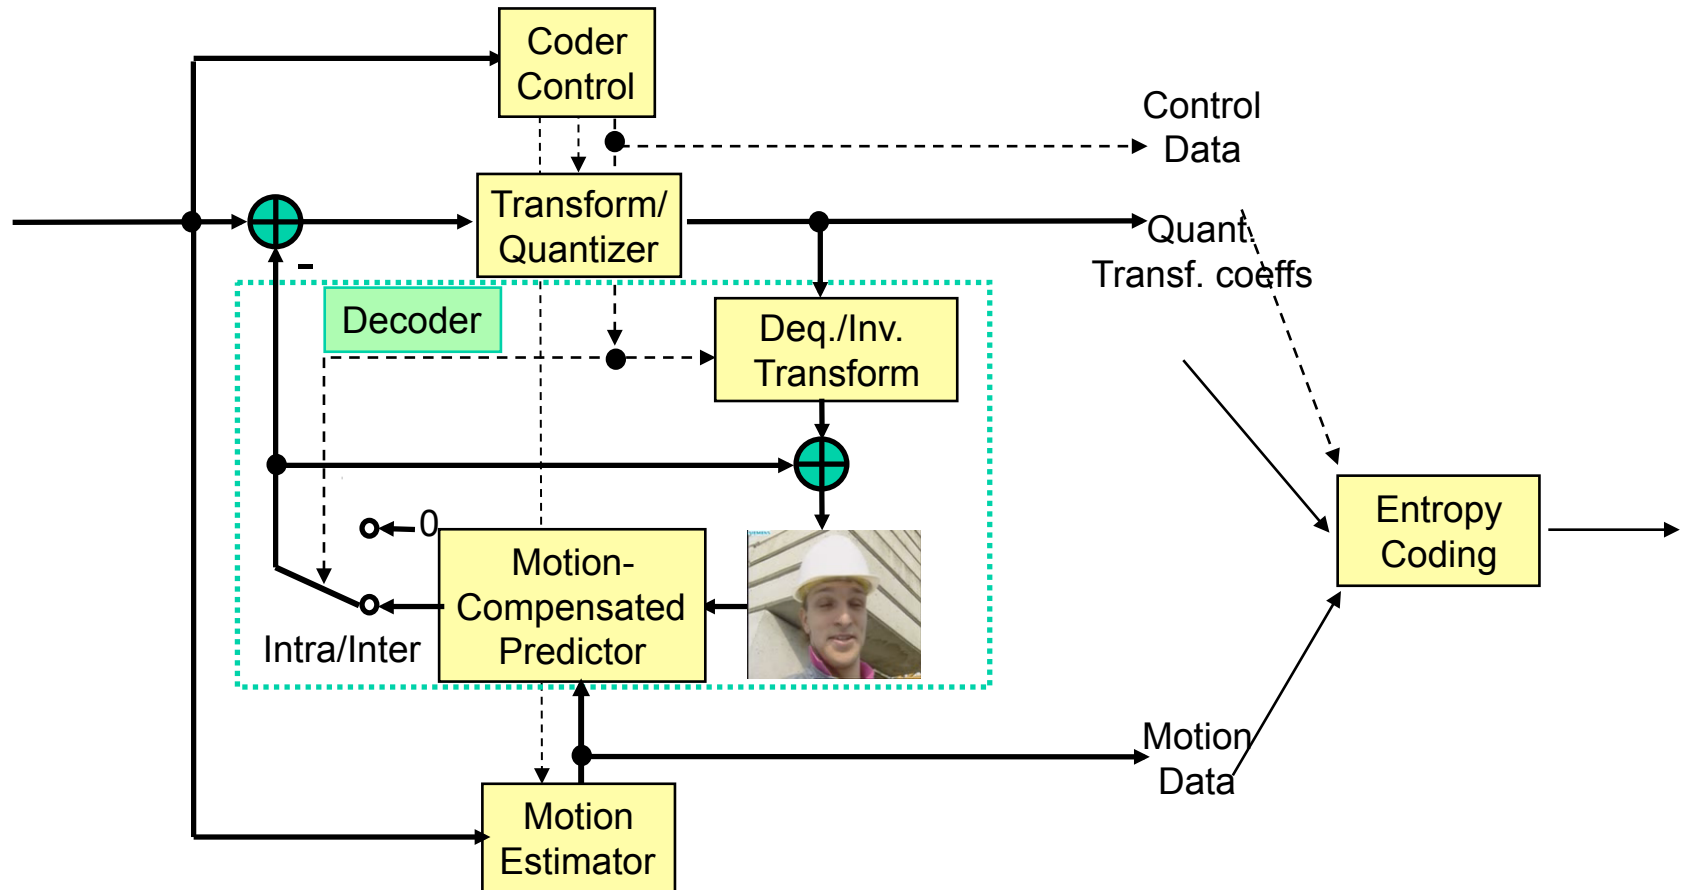 Coder
Control
Control
Data
Transform/
Quantizer
Quant.
Transf. coeffs
-
Decoder
Deq./Inv.
Transform
0
Entropy
Coding
Motion-
Compensated
Predictor
Intra/Inter
Motion
Data
Motion
Estimator